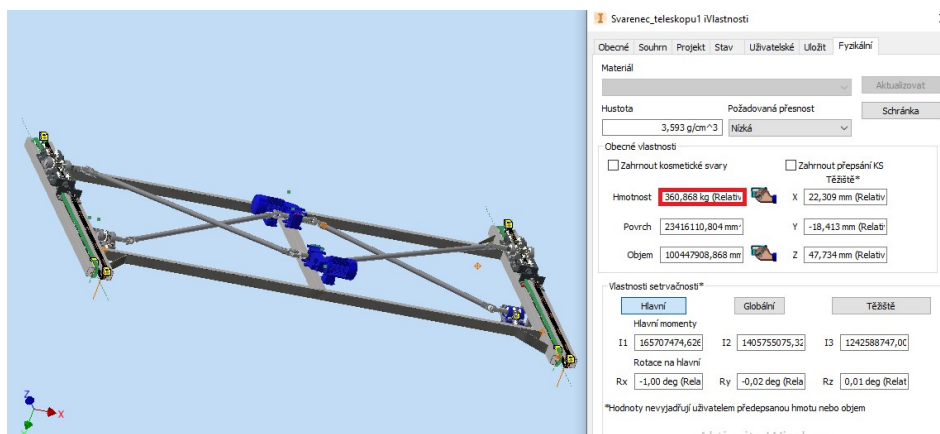 Svarenec_teleskopu1 iVlastnosti
Obecné Souhrn Projekt Stav Uživatelské Uložit Fyzikální
Materiál
Aktualizovat
Hustota Požadovaná přesnost
Schránka
3,593 g/cm^3 Nízká
Obecné vlastnosti
Zahrnout kosmetické svary Zahrnout přepsání KS
Těžiště*
Hmotnost 360,868 kg (Relativ X 22,309 mm (Relati
Povrch 23416110,804 mm Y -18,413 mm (Relati
Objem 100447908,868 mm Z 47,734 mm (Relativ
Vlastnosti setrvačnosti*
Hlavní Globální Těžiště
Hlavní momenty
I1 165707474,626 I2 1405755075,32 I3 1242588747,00
Rotace na hlavní
Rx -1,00 deg (Rela Ry -0,02 deg (Rela Rz 0,01 deg (Relat
*Hodnoty nevyjadřují uživatelem předepsanou hmotu nebo objem
Z
X
Y